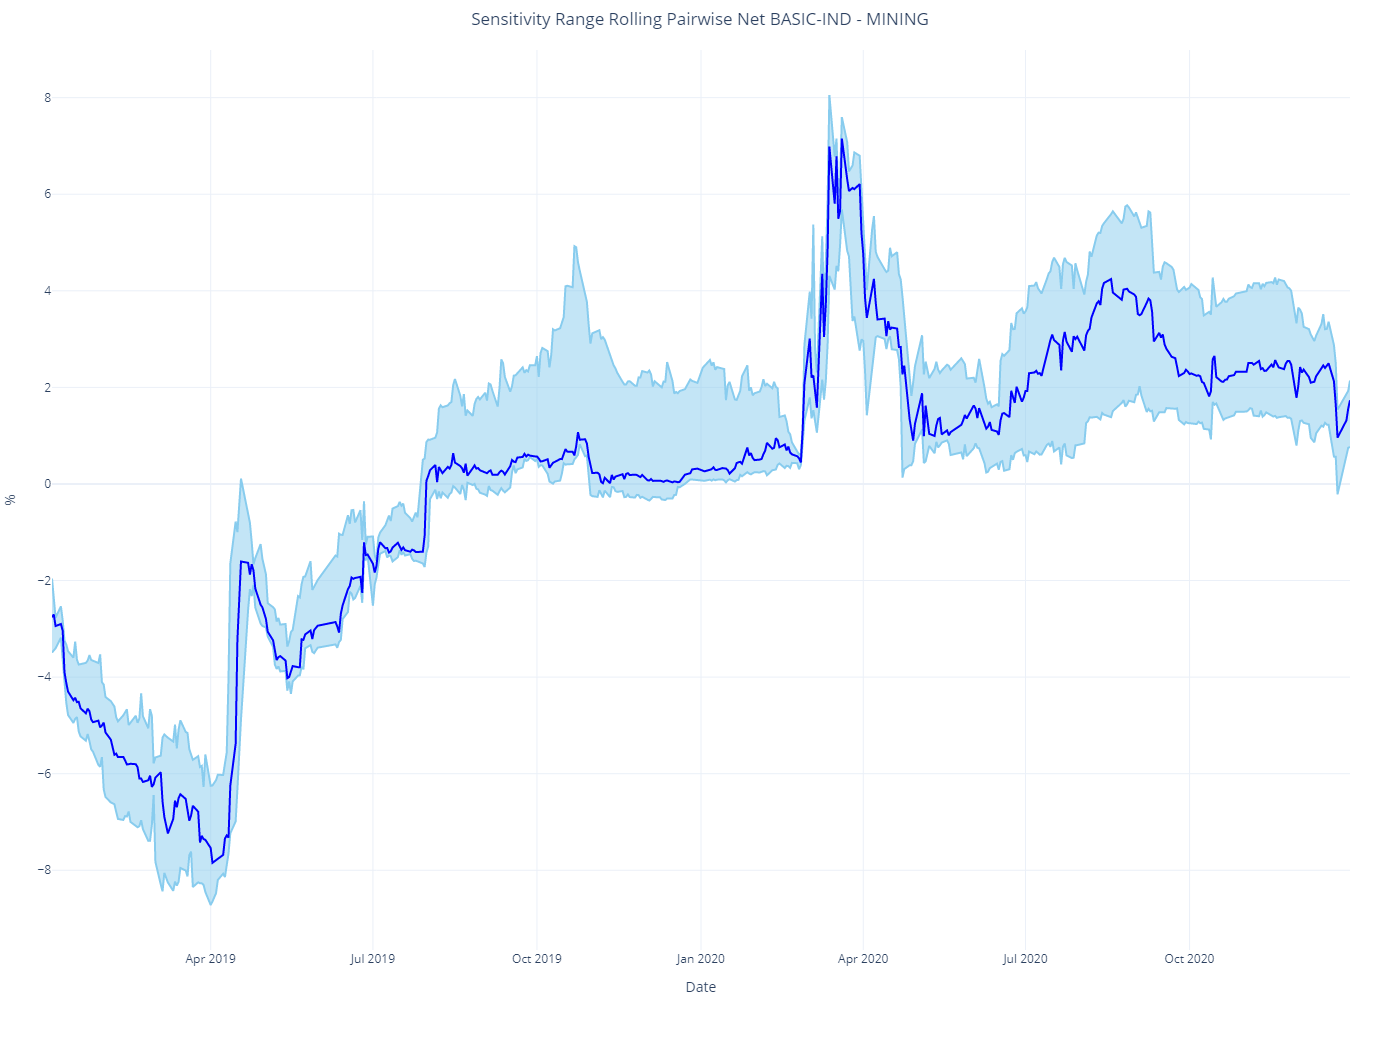 Sensitivity Range Rolling Pairwise Net BASIC-IND - MINING
8
6
4
2
0
−2
−4
−6
−8
%
Apr 2019
Jul 2019
Oct 2019
Jan 2020
Apr 2020
Jul 2020
Oct 2020
Date